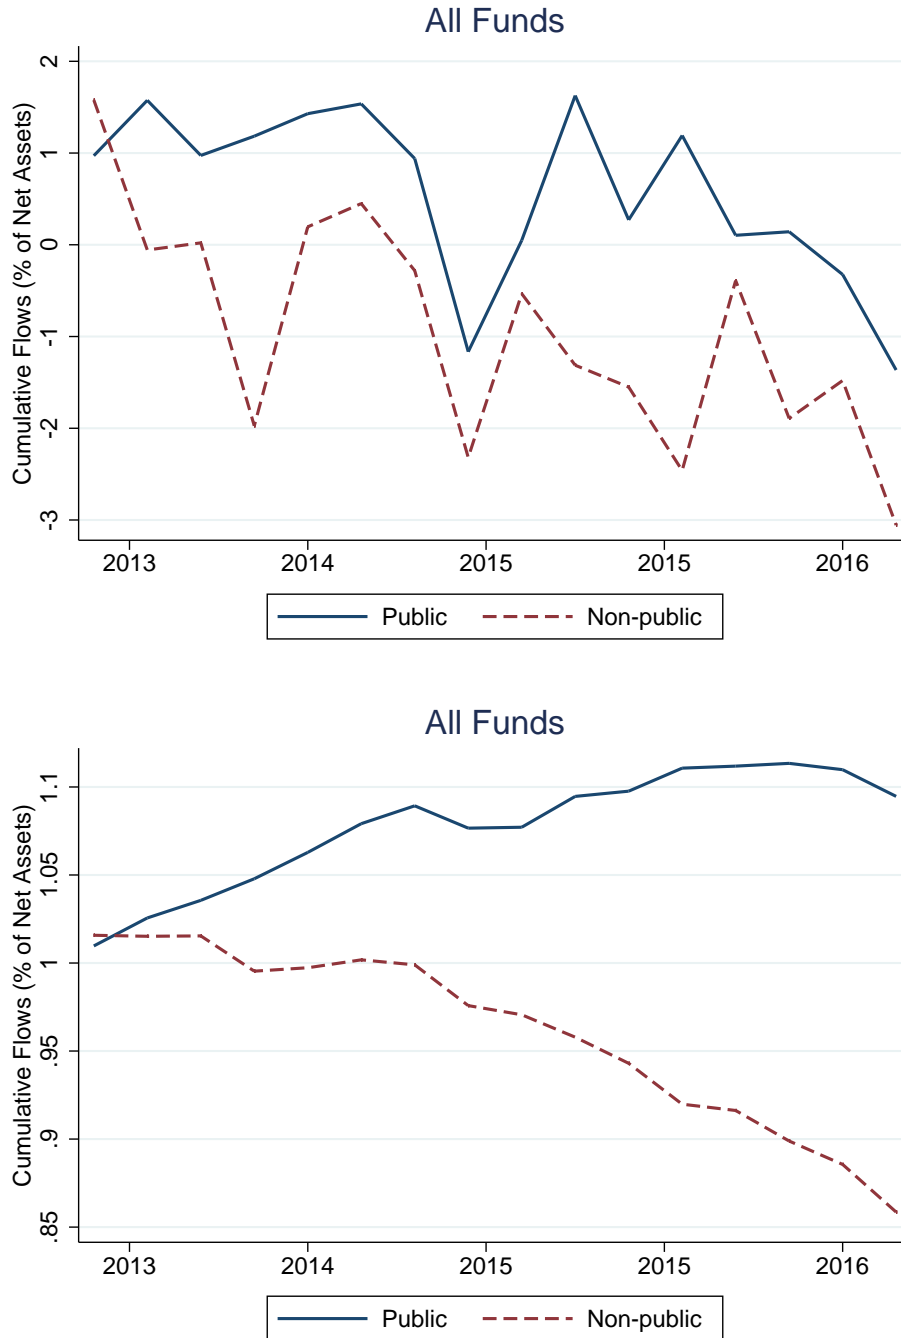 All Funds
Cumulative Flows (% of Net Assets)
2
1
0
-1
-2
-3
2013 2014 2015 2015 2016
Public Non-public
All Funds
Cumulative Flows (% of Net Assets)
1.1
1.05
1
.95
.9
.85
2013 2014 2015 2015 2016
Public Non-public